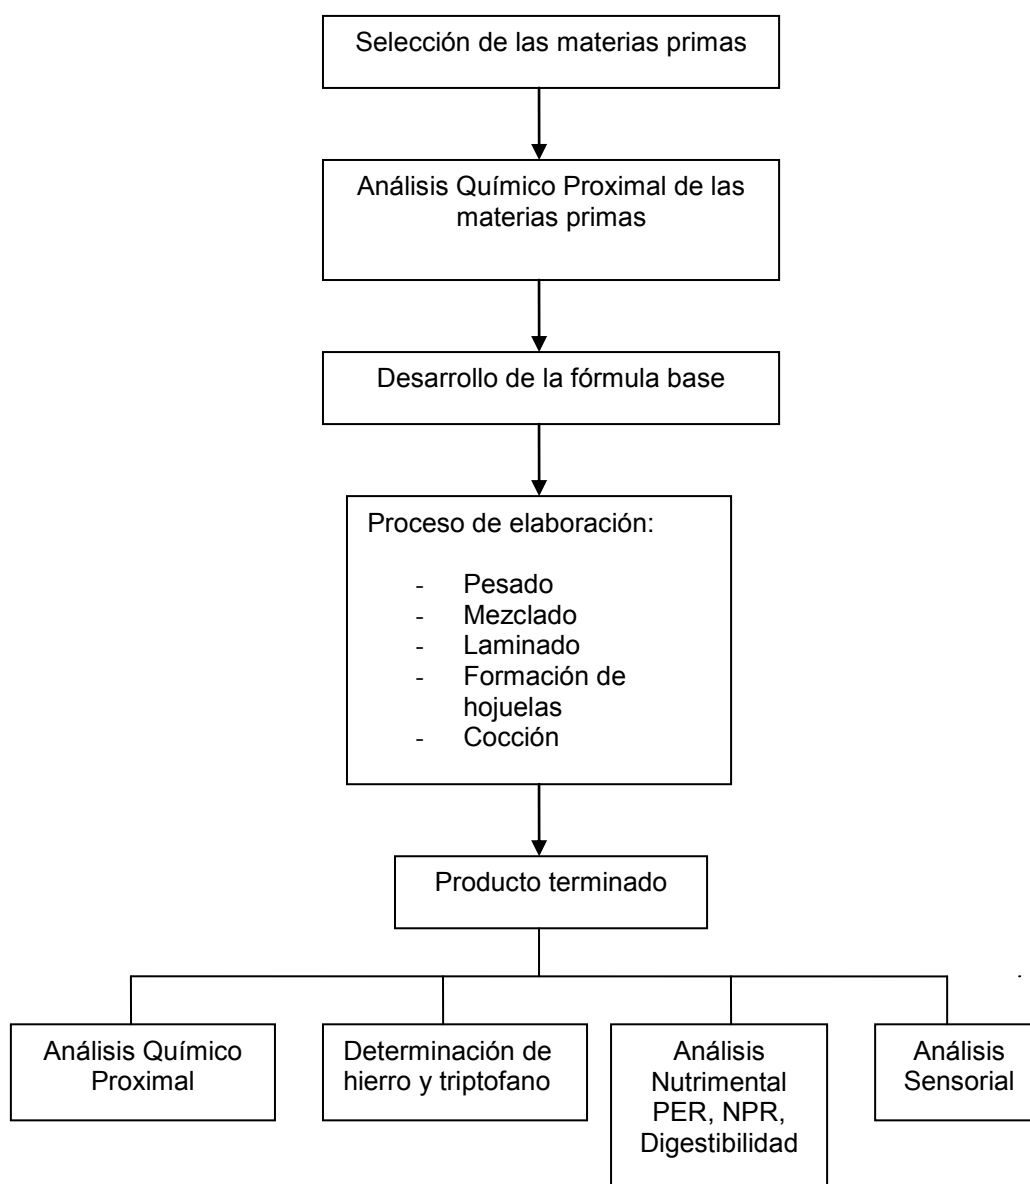 Selección de las materias primas
Análisis Químico Proximal de las
materias primas
Desarrollo de la fórmula base
Proceso de elaboración:
- Pesado
- Mezclado
- Laminado
- Formación de
hojuelas
- Cocción
Producto terminado
Análisis Químico
Proximal
Determinación de
hierro y triptofano
Análisis
Nutrimental
PER, NPR,
Digestibilidad
Análisis
Sensorial